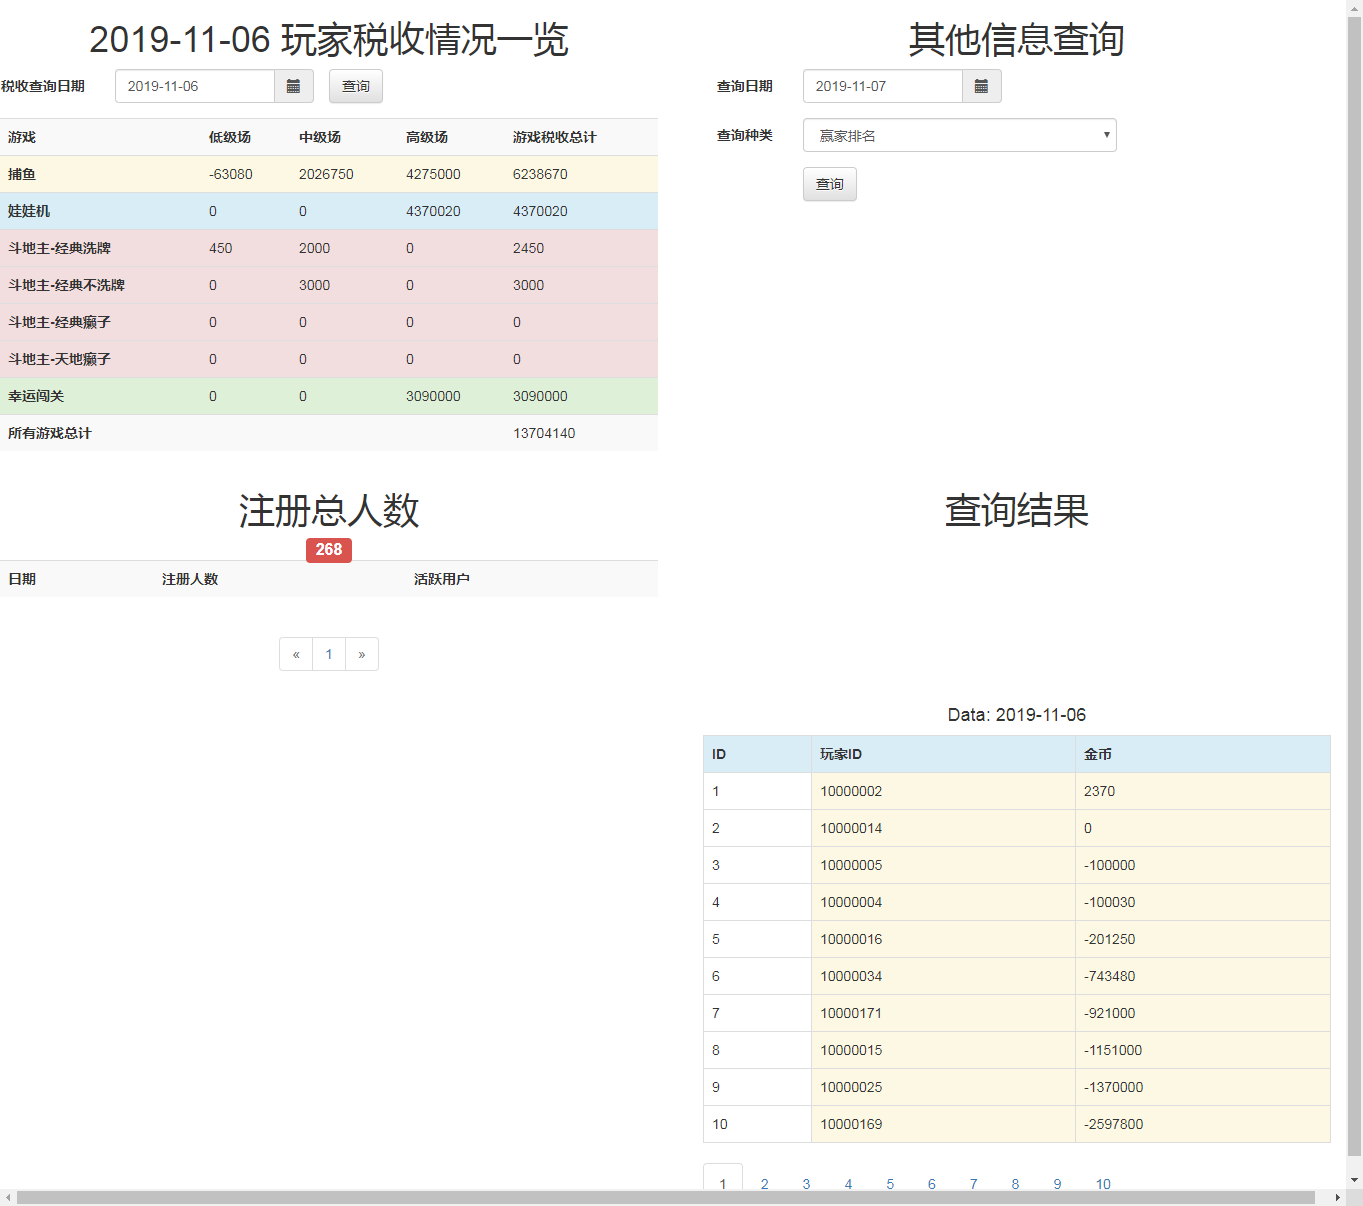 2019-11-06 玩家税收情况一览
税收查询日期 2019-11-06 查询
游戏 低级场 中级场 高级场 游戏税收总计
捕鱼 -63080 2026750 4275000 6238670
娃娃机 0 0 4370020 4370020
斗地主-经典洗牌 450 2000 0 2450
斗地主-经典不洗牌 0 3000 0 3000
斗地主-经典癞子 0 0 0 0
斗地主-天地癞子 0 0 0 0
幸运闯关 0 0 3090000 3090000
所有游戏总计 13704140
其他信息查询
查询日期 2019-11-07
查询种类 赢家排名
查询
注册总人数
268
日期 注册人数 活跃用户
« 1 »
查询结果
Data: 2019-11-06
ID 玩家ID 金币
1 10000002 2370
2 10000014 0
3 10000005 -100000
4 10000004 -100030
5 10000016 -201250
6 10000034 -743480
7 10000171 -921000
8 10000015 -1151000
9 10000025 -1370000
10 10000169 -2597800
1 2 3 4 5 6 7 8 9 10